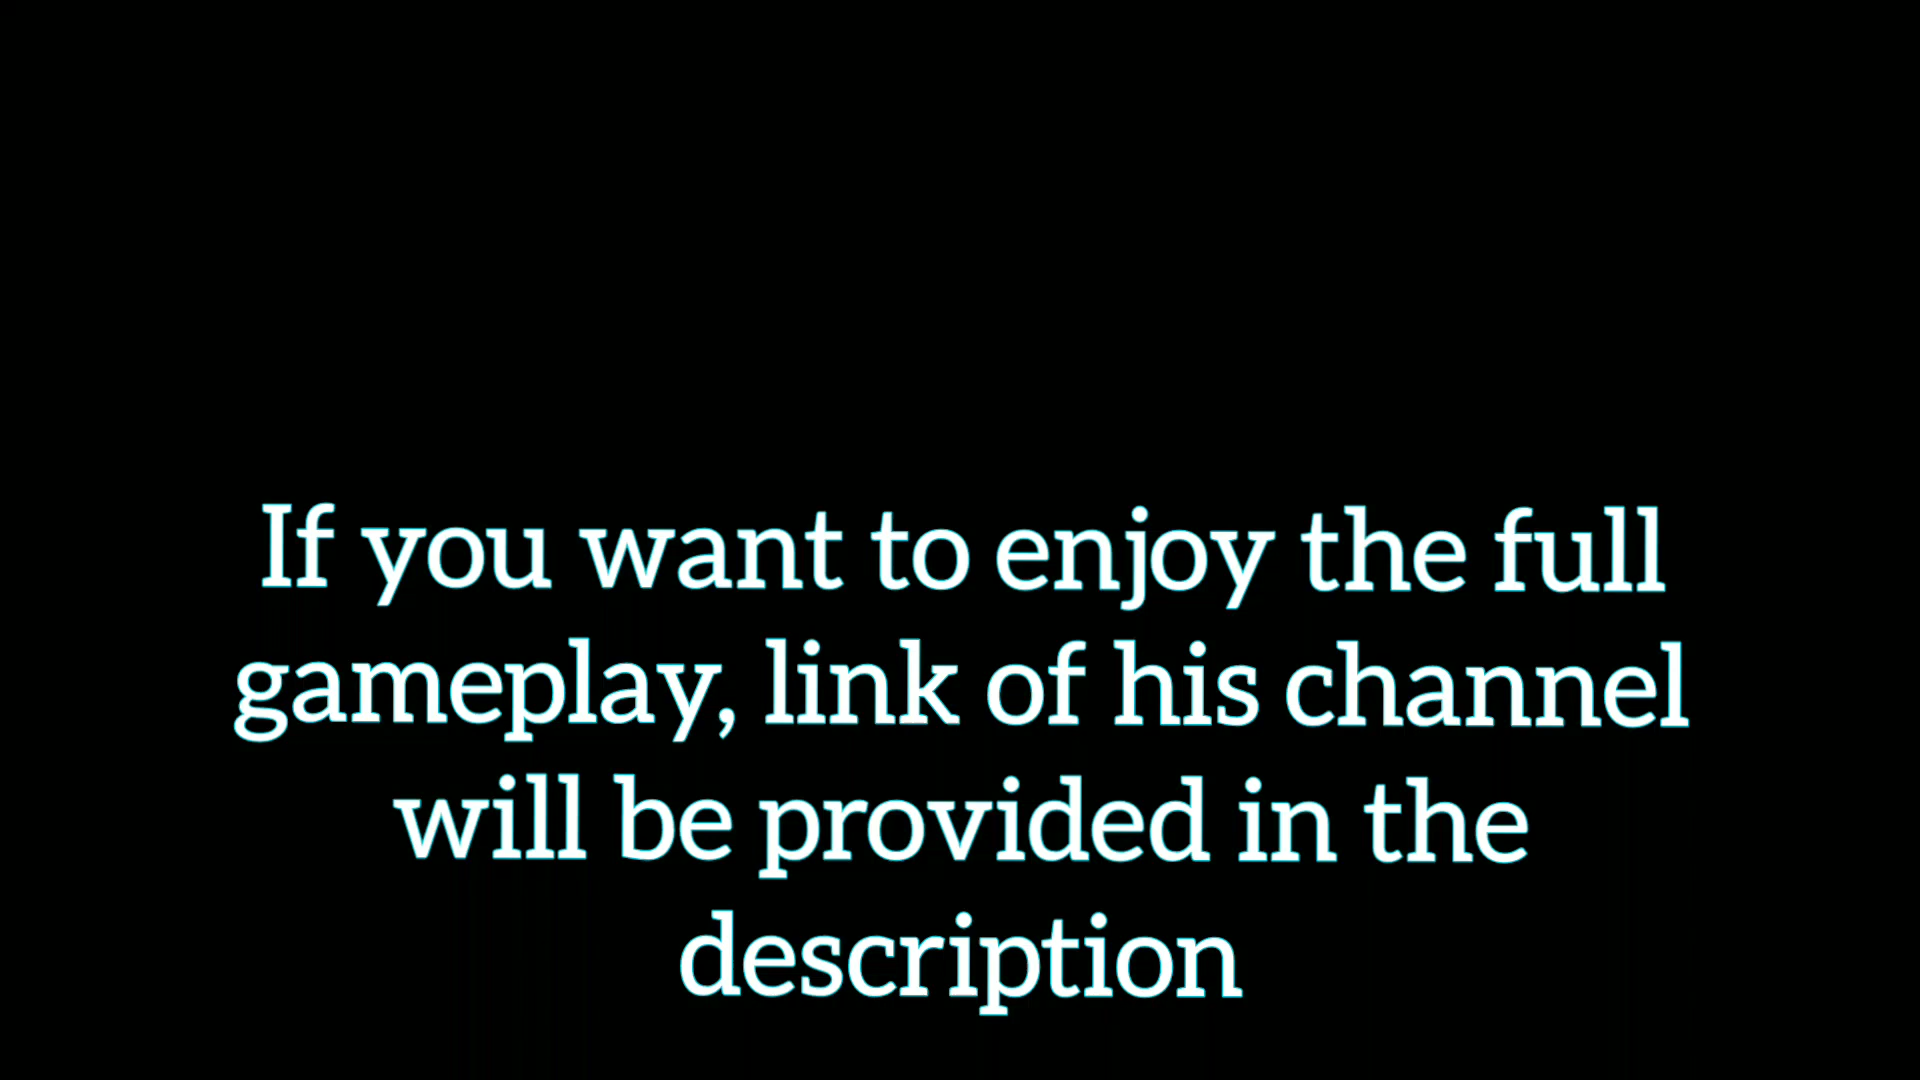 If you want to enjoy the full
gameplay, link of his channel
will be provided in the
description